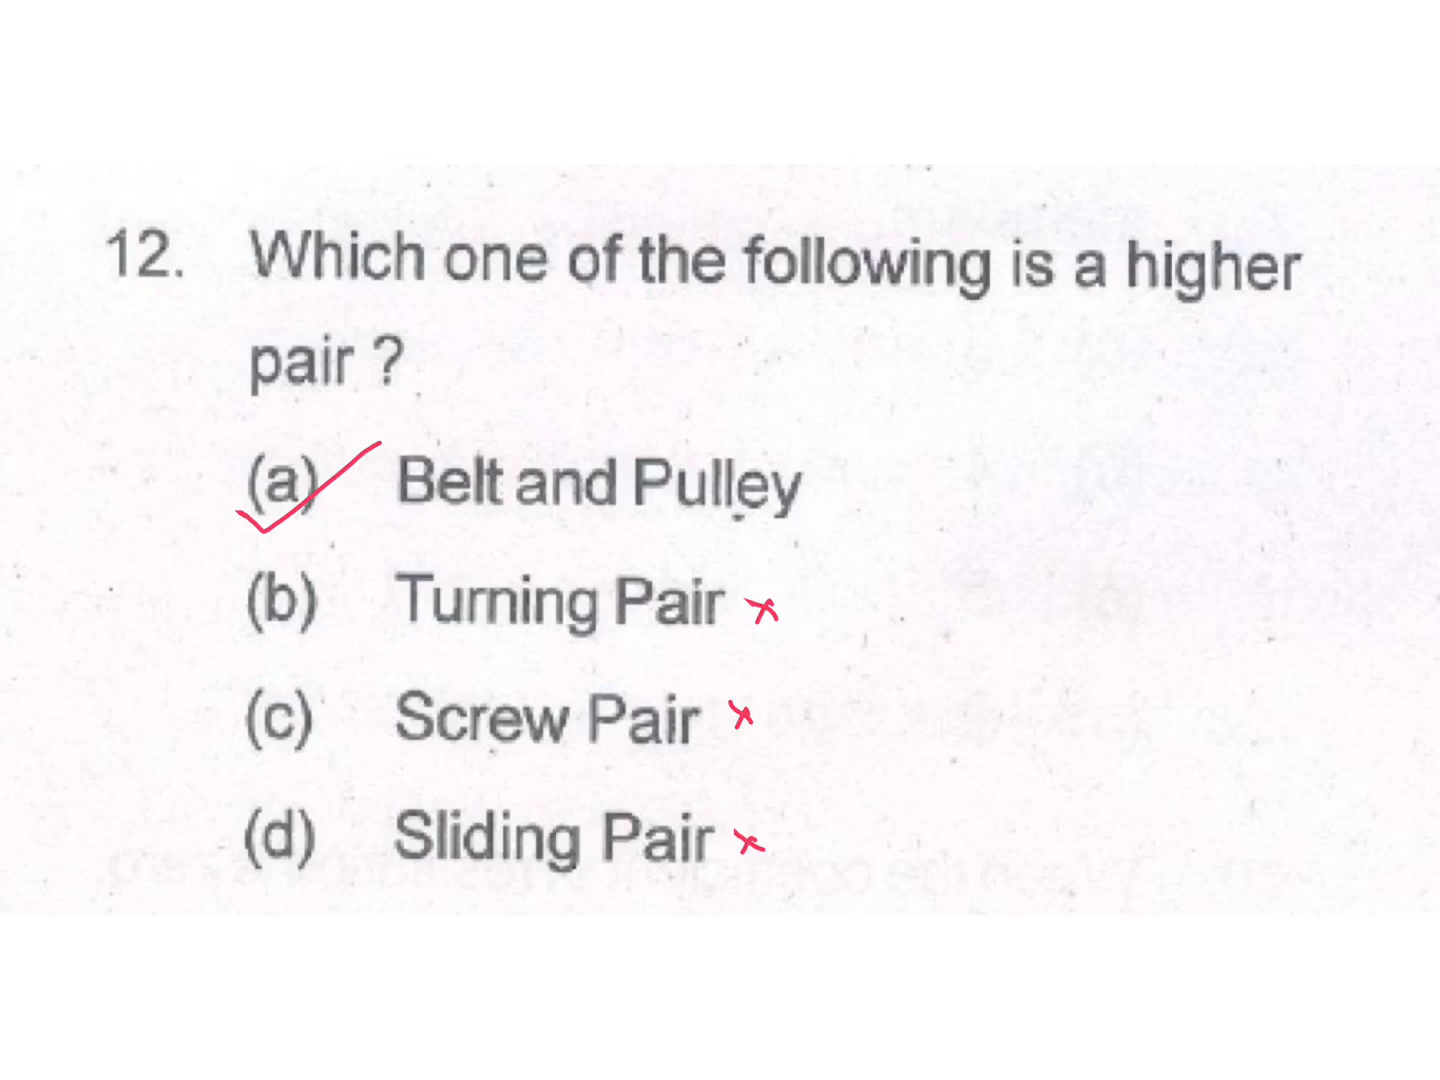 12. Which one of the following is a higher
pair ?
(a) Belt and Pulley
(b) Turning Pair
(c) Screw Pair
(d) Sliding Pair